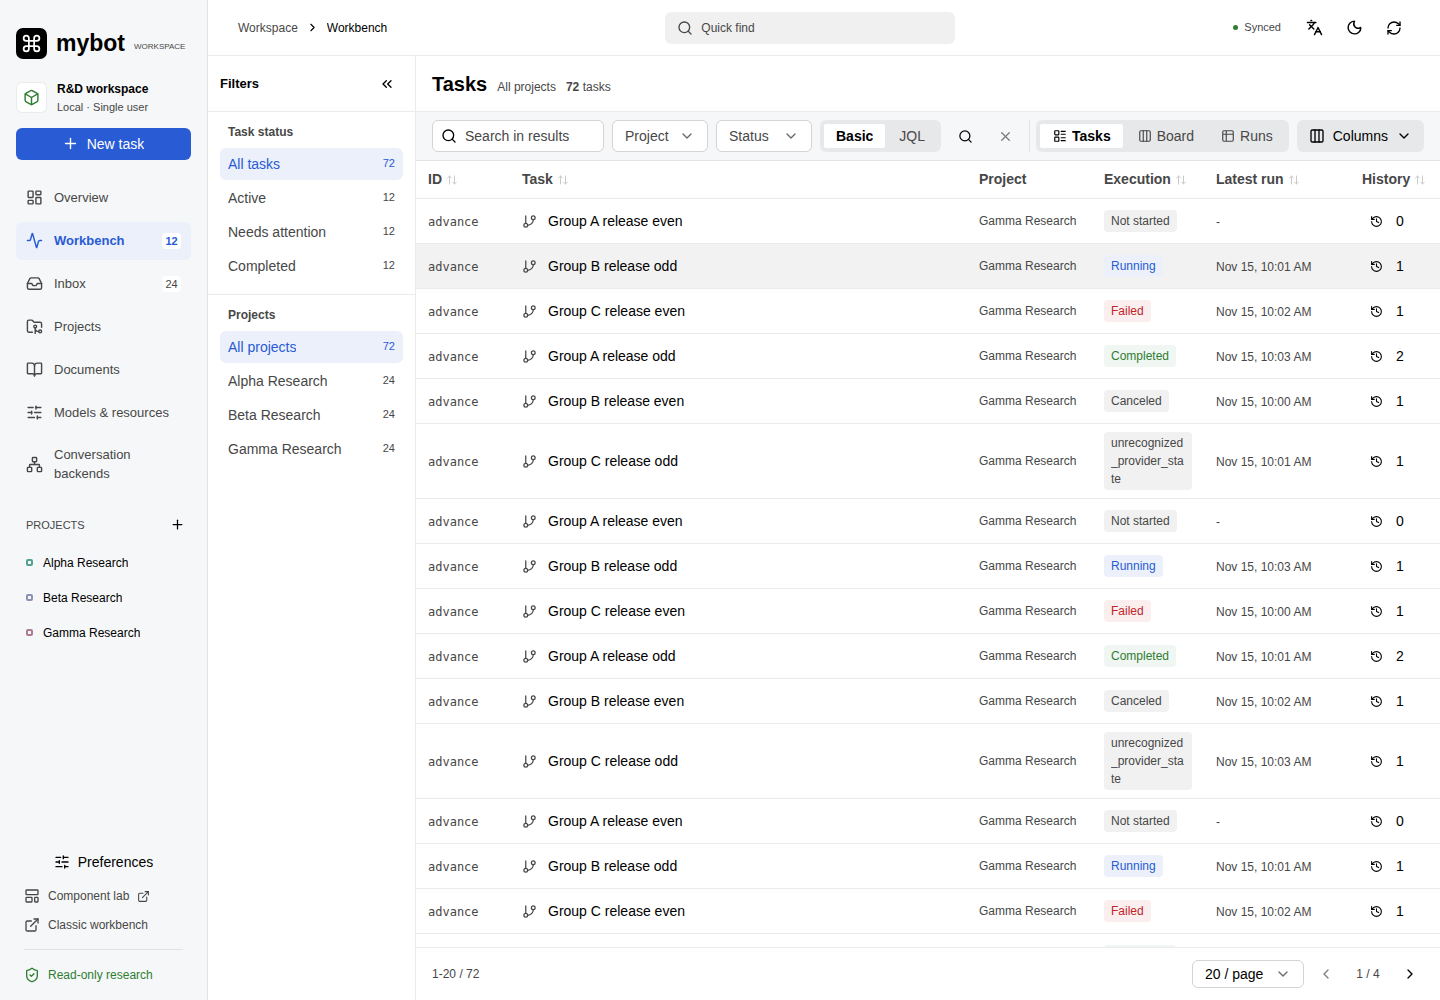 mybot WORKSPACE
R&D workspace
Local · Single user
New task
Overview
Workbench 12
Inbox 24
Projects
Documents
Models & resources
Conversation
backends
PROJECTS
Alpha Research
Beta Research
Gamma Research
Preferences
Component lab
Classic workbench
Read-only research
Workspace Workbench
Quick find
Synced
Filters
Task status
All tasks 72
Active 12
Needs attention 12
Completed 12
Projects
All projects 72
Alpha Research 24
Beta Research 24
Gamma Research 24
Tasks All projects 72 tasks
Search in results Project Status Basic JQL Tasks Board Runs Columns
ID Task Project Execution Latest run History
advance Group A release even Gamma Research Not started - 0
advance Group B release odd Gamma Research Running Nov 15, 10:01 AM 1
advance Group C release even Gamma Research Failed Nov 15, 10:02 AM 1
advance Group A release odd Gamma Research Completed Nov 15, 10:03 AM 2
advance Group B release even Gamma Research Canceled Nov 15, 10:00 AM 1
advance Group C release odd Gamma Research unrecognized
_provider_sta
te Nov 15, 10:01 AM 1
advance Group A release even Gamma Research Not started - 0
advance Group B release odd Gamma Research Running Nov 15, 10:03 AM 1
advance Group C release even Gamma Research Failed Nov 15, 10:00 AM 1
advance Group A release odd Gamma Research Completed Nov 15, 10:01 AM 2
advance Group B release even Gamma Research Canceled Nov 15, 10:02 AM 1
advance Group C release odd Gamma Research unrecognized
_provider_sta
te Nov 15, 10:03 AM 1
advance Group A release even Gamma Research Not started - 0
advance Group B release odd Gamma Research Running Nov 15, 10:01 AM 1
advance Group C release even Gamma Research Failed Nov 15, 10:02 AM 1
1-20 / 72 20 / page 1 / 4